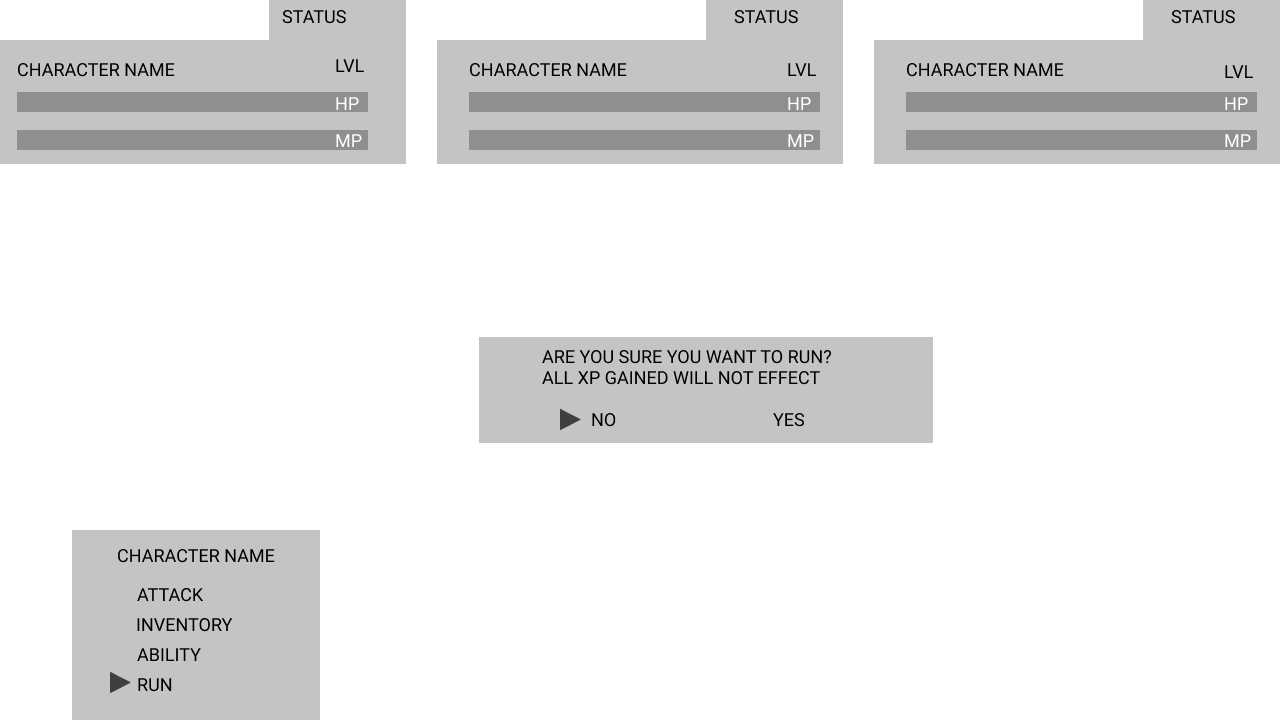 STATUS
CHARACTER NAME LVL
HP
MP
STATUS
CHARACTER NAME LVL
HP
MP
STATUS
CHARACTER NAME LVL
HP
MP
ARE YOU SURE YOU WANT TO RUN?
ALL XP GAINED WILL NOT EFFECT
NO YES
CHARACTER NAME
ATTACK
INVENTORY
ABILITY
RUN